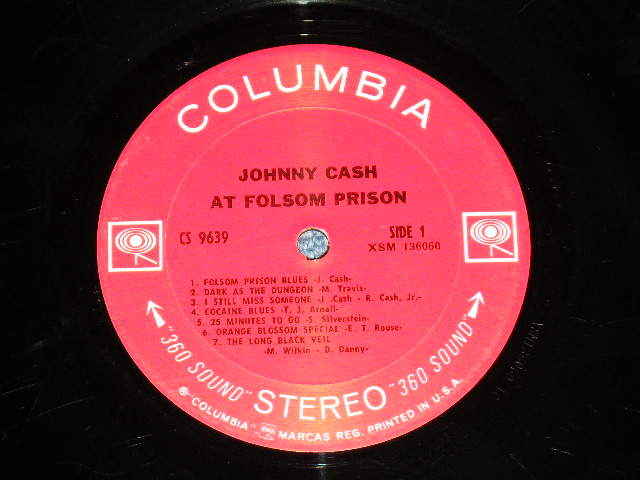 COLUMBIA
JOHNNY CASH
AT FOLSOM PRISON
CS 9639
SIDE 1
XSM 136060
1. FOLSOM PRISON BLUES -J. Cash-
2. DARK AS THE DUNGEON -M. Travis-
3. I STILL MISS SOMEONE -J. Cash - R. Cash, Jr.-
4. COCAINE BLUES -T. J. Arnall-
5. 25 MINUTES TO GO -S. Silverstein-
6. ORANGE BLOSSOM SPECIAL -E. T. Rouse-
7. THE LONG BLACK VEIL
-M. Wilkin - D. Danny-
"360 SOUND" STEREO "360 SOUND"
® "COLUMBIA", MARCAS REG. PRINTED IN U.S.A.